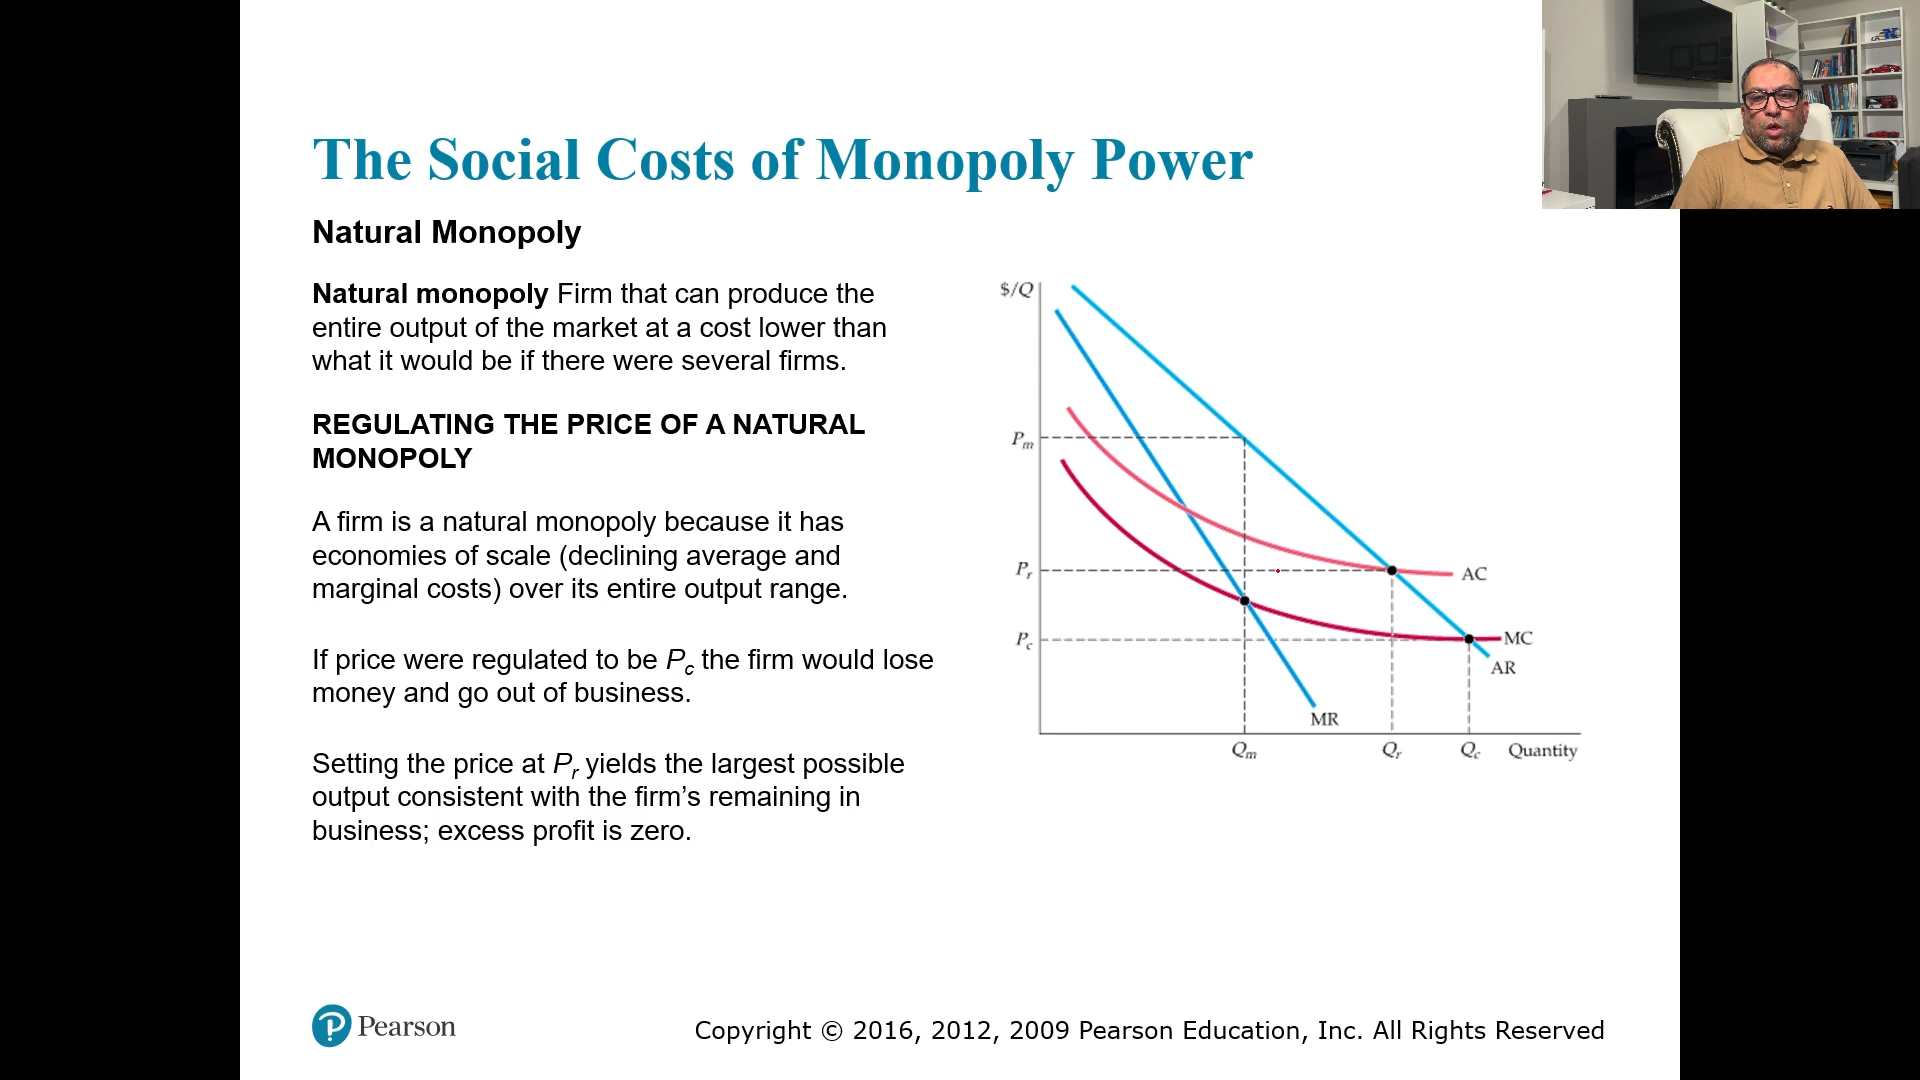 The Social Costs of Monopoly Power
Natural Monopoly
Natural monopoly Firm that can produce the
entire output of the market at a cost lower than
what it would be if there were several firms.
REGULATING THE PRICE OF A NATURAL
MONOPOLY
A firm is a natural monopoly because it has
economies of scale (declining average and
marginal costs) over its entire output range.
If price were regulated to be Pc the firm would lose
money and go out of business.
Setting the price at Pr yields the largest possible
output consistent with the firm’s remaining in
business; excess profit is zero.
$/Q
Pm
Pr
Pc
AC
MC
AR
MR
Qm
Qr
Qc
Quantity
Pearson
Copyright © 2016, 2012, 2009 Pearson Education, Inc. All Rights Reserved